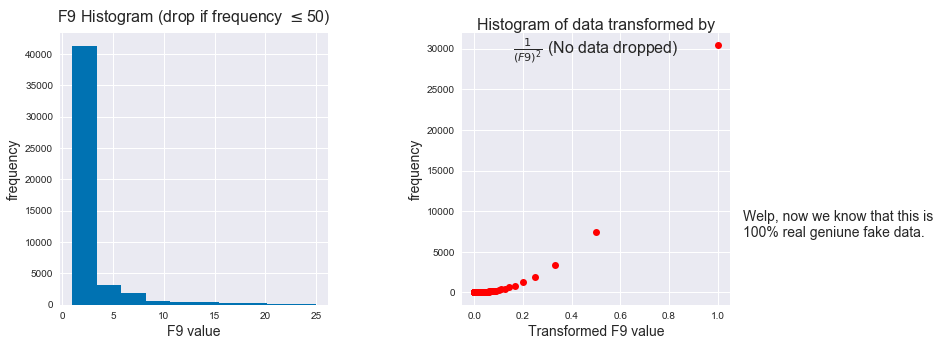 F9 Histogram (drop if frequency ≤ 50)
40000
35000
30000
25000
20000
15000
10000
5000
0
frequency
0 5 10 15 20 25
F9 value
Histogram of data transformed by
1/(F9)² (No data dropped)
30000
25000
20000
15000
10000
5000
0
frequency
0.0 0.2 0.4 0.6 0.8 1.0
Transformed F9 value
Welp, now we know that this is
100% real geniune fake data.